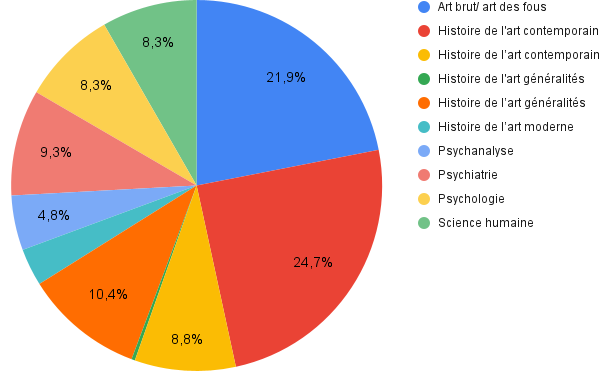 Art brut/ art des fous
Histoire de l'art contemporain
Histoire de l’art contemporain
Histoire de l'art généralités
Histoire de l’art généralités
Histoire de l’art moderne
Psychanalyse
Psychiatrie
Psychologie
Science humaine
8,3%
21,9%
8,3%
9,3%
4,8%
24,7%
10,4%
8,8%